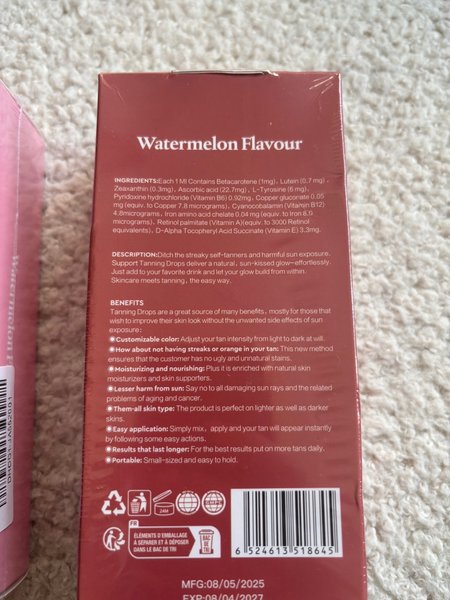 Watermelon Flavour
INGREDIENTS:Each 1 Ml Contains Betacarotene (1mg), Lutein (0.7 mg),
Zeaxanthin (0.3mg), Ascorbic acid (22.7mg), L-Tyrosine (6 mg),
Pyridoxine hydrochloride (Vitamin B6) 0.92mg, Copper gluconate 0.05
mg (equiv. to Copper 7.8 micrograms), Cyanocobalamin (Vitamin B12)
4.8micrograms, Iron amino acid chelate 0.04 mg (equiv. to Iron 8.0
micrograms), Retinol palmitate (Vitamin A)(equiv. to 3000 Retinol
equivalents), D-Alpha Tocopheryl Acid Succinate (Vitamin E) 3.3mg.
DESCRIPTION:Ditch the streaky self-tanners and harmful sun exposure.
Support Tanning Drops deliver a natural, sun-kissed glow—effortlessly.
Just add to your favorite drink and let your glow build from within.
Skincare meets tanning, the easy way.
BENEFITS
Tanning Drops are a great source of many benefits, mostly for those that
wish to improve their skin look without the unwanted side effects of sun
exposure:
Customizable color: Adjust your tan intensity from light to dark at will.
How about not having streaks or orange in your tan: This new method
ensures that the customer has no ugly and unnatural stains.
Moisturizing and nourishing: Plus it is enriched with natural skin
moisturizers and skin supporters.
Lesser harm from sun: Say no to all damaging sun rays and the related
problems of aging and cancer.
Them-all skin type: The product is perfect on lighter as well as darker
skins.
Easy application: Simply mix, apply and your tan will appear instantly
by following some easy actions.
Results that last longer: For the best results put on more tans daily.
Portable: Small-sized and easy to hold.
24M
GMPC
FR
ÉLÉMENTS D'EMBALLAGE
À SÉPARER ET À DÉPOSER
DANS LE BAC DE TRI
BAC
DE TRI
6 524613 518645
MFG:08/05/2025
EXP:08/04/2027